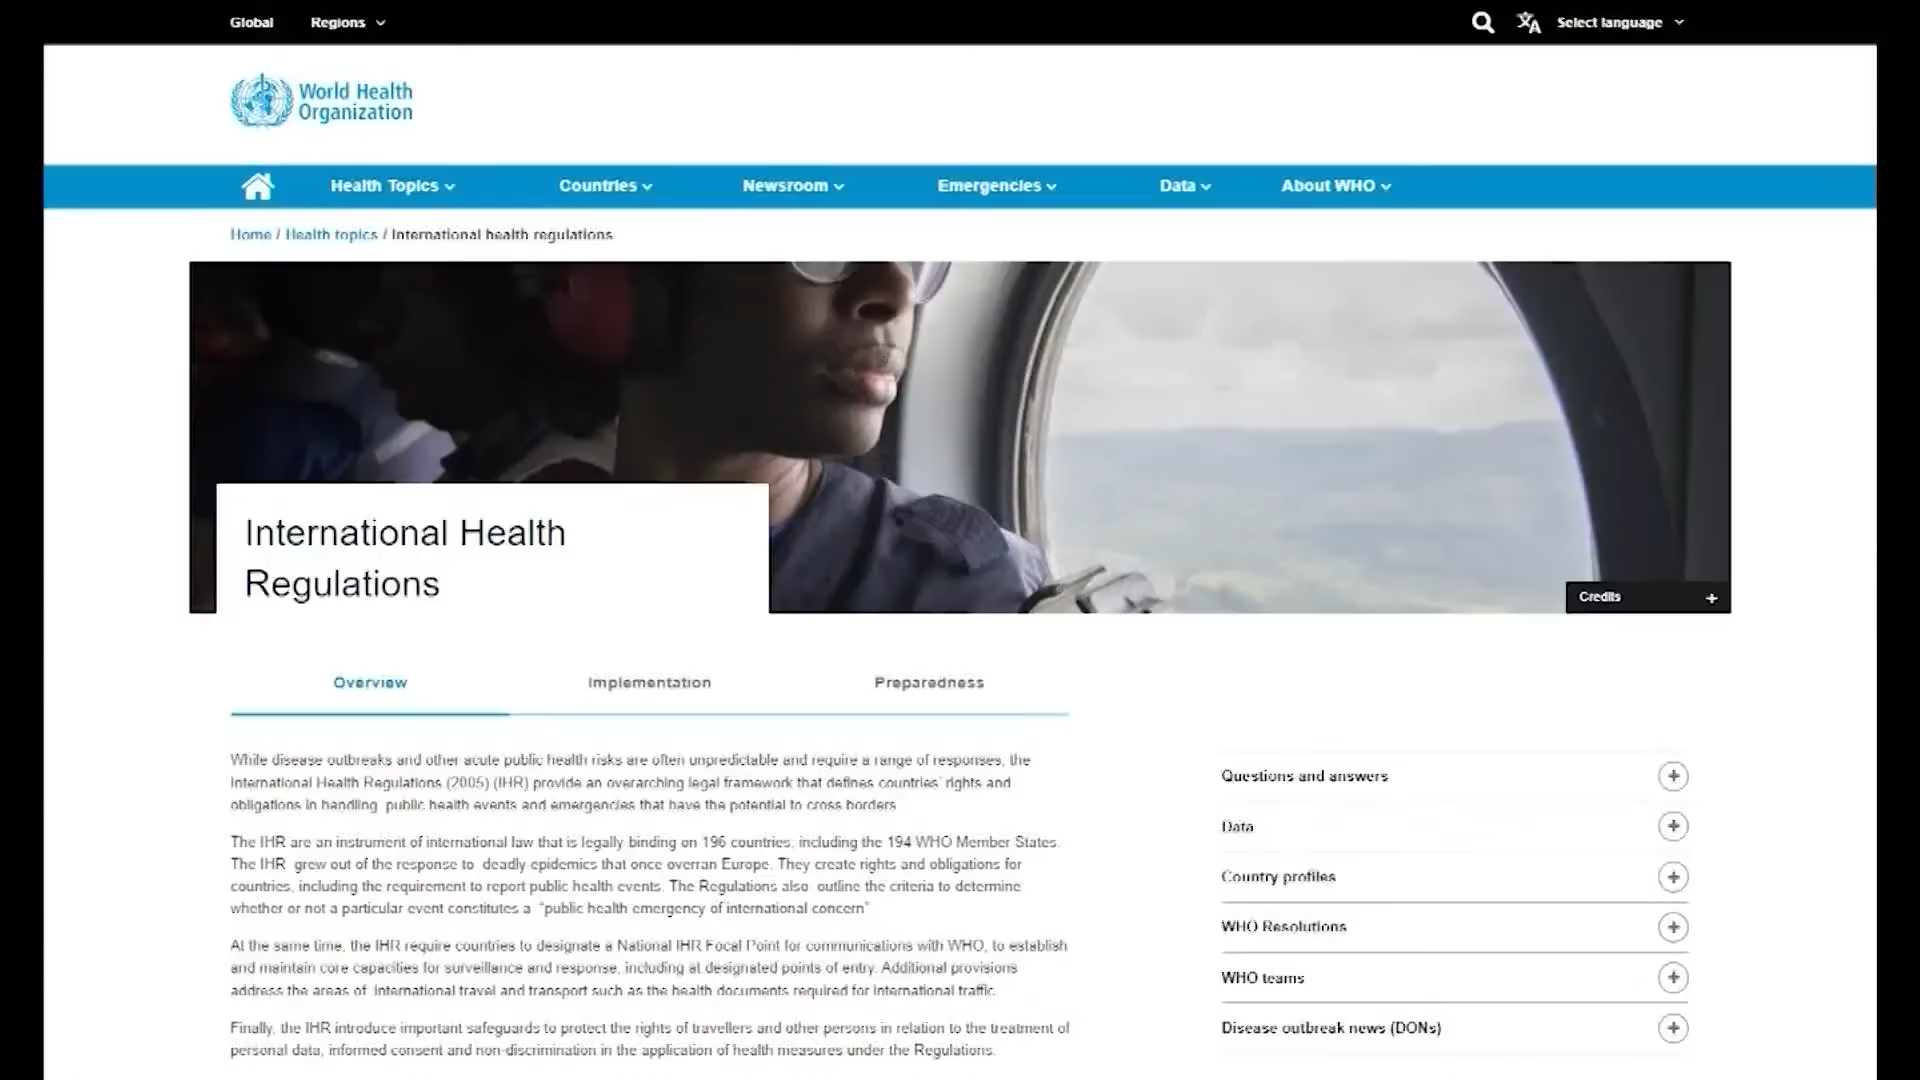 Global Regions Select language
World Health
Organization
Health Topics Countries Newsroom Emergencies Data About WHO
Home / Health topics / International health regulations
International Health
Regulations
Credits +
Overview Implementation Preparedness
While disease outbreaks and other acute public health risks are often unpredictable and require a range of responses, the
International Health Regulations (2005) (IHR) provide an overarching legal framework that defines countries' rights and
obligations in handling public health events and emergencies that have the potential to cross borders
The IHR are an instrument of international law that is legally binding on 196 countries, including the 194 WHO Member States.
The IHR grew out of the response to deadly epidemics that once overran Europe. They create rights and obligations for
countries, including the requirement to report public health events. The Regulations also outline the criteria to determine
whether or not a particular event constitutes a "public health emergency of international concern"
At the same time, the IHR require countries to designate a National IHR Focal Point for communications with WHO, to establish
and maintain core capacities for surveillance and response, including at designated points of entry. Additional provisions
address the areas of international travel and transport such as the health documents required for international traffic.
Finally, the IHR introduce important safeguards to protect the rights of travellers and other persons in relation to the treatment of
personal data, informed consent and non-discrimination in the application of health measures under the Regulations.
Questions and answers
Data
Country profiles
WHO Resolutions
WHO teams
Disease outbreak news (DONs)